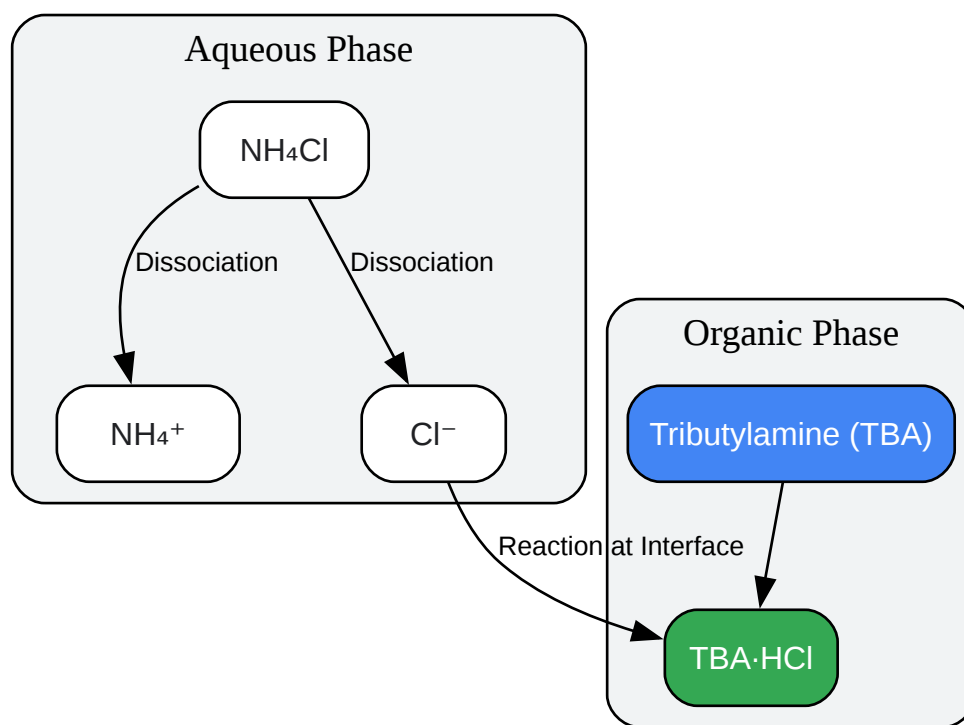 Aqueous Phase
NH₄Cl
Dissociation
Dissociation
NH₄⁺
Cl⁻
Organic Phase
Tributylamine (TBA)
Reaction at Interface
TBA·HCl